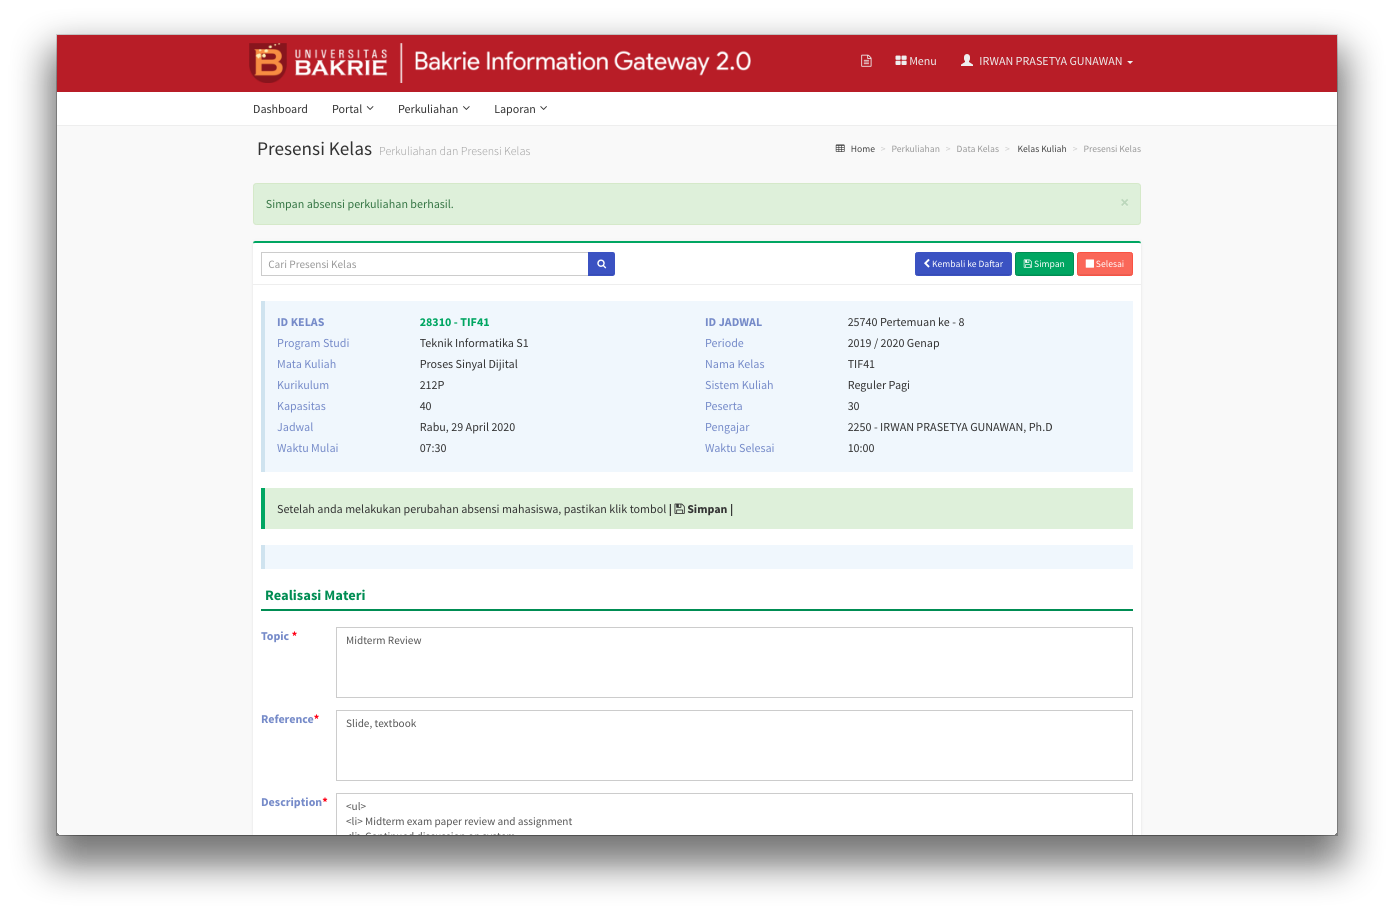 UNIVERSITAS
BAKRIE
Bakrie Information Gateway 2.0
Menu
IRWAN PRASETYA GUNAWAN
Dashboard Portal Perkuliahan Laporan
Presensi Kelas Perkuliahan dan Presensi Kelas
Home > Perkuliahan > Data Kelas > Kelas Kuliah > Presensi Kelas
Simpan absensi perkuliahan berhasil. ×
Cari Presensi Kelas
Kembali ke Daftar Simpan Selesai
ID KELAS 28310 - TIF41 ID JADWAL 25740 Pertemuan ke - 8
Program Studi Teknik Informatika S1 Periode 2019 / 2020 Genap
Mata Kuliah Proses Sinyal Dijital Nama Kelas TIF41
Kurikulum 212P Sistem Kuliah Reguler Pagi
Kapasitas 40 Peserta 30
Jadwal Rabu, 29 April 2020 Pengajar 2250 - IRWAN PRASETYA GUNAWAN, Ph.D
Waktu Mulai 07:30 Waktu Selesai 10:00
Setelah anda melakukan perubahan absensi mahasiswa, pastikan klik tombol | Simpan |
Realisasi Materi
Topic * Midterm Review
Reference* Slide, textbook
Description* <ul>
<li> Midterm exam paper review and assignment